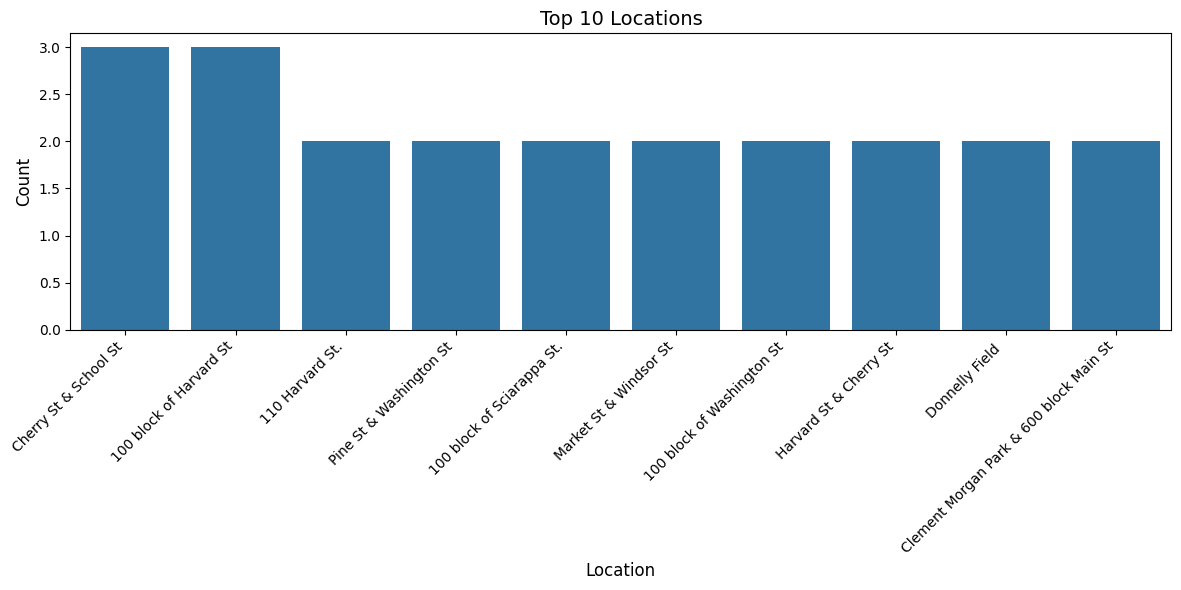 Top 10 Locations
Count
3.0
2.5
2.0
1.5
1.0
0.5
0.0
Cherry St & School St
100 block of Harvard St
110 Harvard St.
Pine St & Washington St
100 block of Sciarappa St.
Market St & Windsor St
100 block of Washington St
Harvard St & Cherry St
Donnelly Field
Clement Morgan Park & 600 block Main St
Location